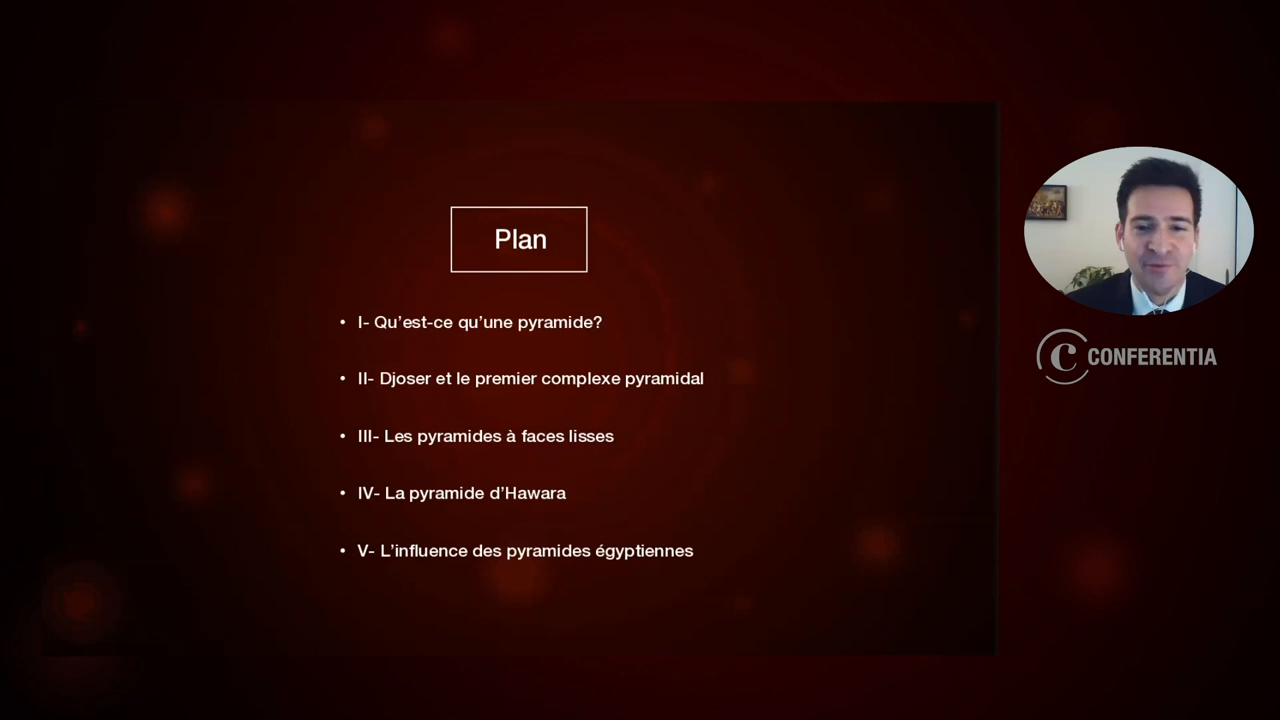 Plan
• I- Qu’est-ce qu’une pyramide?
• II- Djoser et le premier complexe pyramidal
• III- Les pyramides à faces lisses
• IV- La pyramide d’Hawara
• V- L’influence des pyramides égyptiennes
C CONFERENTIA